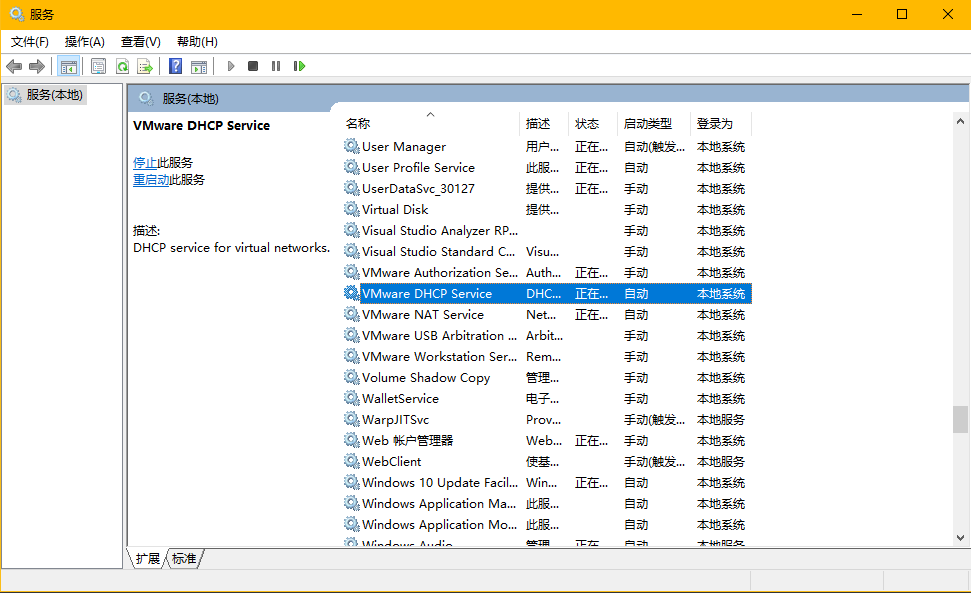 服务
文件(F) 操作(A) 查看(V) 帮助(H)
服务(本地)
服务(本地)
VMware DHCP Service
停止此服务
重启动此服务
描述:
DHCP service for virtual networks.
名称 描述 状态 启动类型 登录为
User Manager 用户... 正在... 自动(触发... 本地系统
User Profile Service 此服... 正在... 自动 本地系统
UserDataSvc_30127 提供... 正在... 手动 本地系统
Virtual Disk 提供... 手动 本地系统
Visual Studio Analyzer RP... 手动 本地系统
Visual Studio Standard C... Visu... 手动 本地系统
VMware Authorization Se... Auth... 正在... 手动 本地系统
VMware DHCP Service DHC... 正在... 自动 本地系统
VMware NAT Service Net... 正在... 自动 本地系统
VMware USB Arbitration ... Arbit... 手动 本地系统
VMware Workstation Ser... Rem... 手动 本地系统
Volume Shadow Copy 管理... 手动 本地系统
WalletService 电子... 手动 本地系统
WarpJITSvc Prov... 手动(触发... 本地服务
Web 帐户管理器 Web... 正在... 手动 本地系统
WebClient 使基... 手动(触发... 本地服务
Windows 10 Update Facil... Win... 正在... 自动 本地系统
Windows Application Ma... 此服... 自动 本地系统
Windows Application Mo... 此服... 自动 本地系统
Windows Audio 管理... 正在... 自动 本地服务
扩展 标准